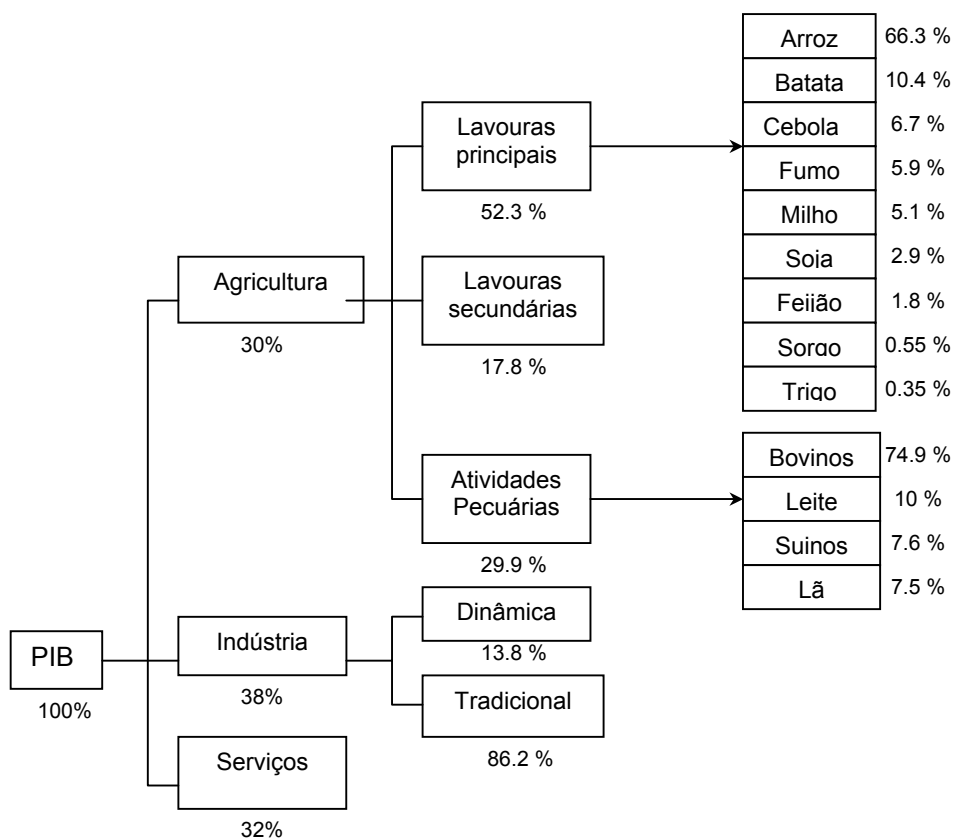 Arroz 66.3 %
Batata 10.4 %
Cebola 6.7 %
Fumo 5.9 %
Milho 5.1 %
Soja 2.9 %
Feijão 1.8 %
Sorgo 0.55 %
Trigo 0.35 %
Lavouras
principais
52.3 %
Agricultura
30%
Lavouras
secundárias
17.8 %
Atividades
Pecuárias
29.9 %
Bovinos 74.9 %
Leite 10 %
Suinos 7.6 %
Lã 7.5 %
PIB
100%
Indústria
38%
Dinâmica
13.8 %
Tradicional
86.2 %
Serviços
32%